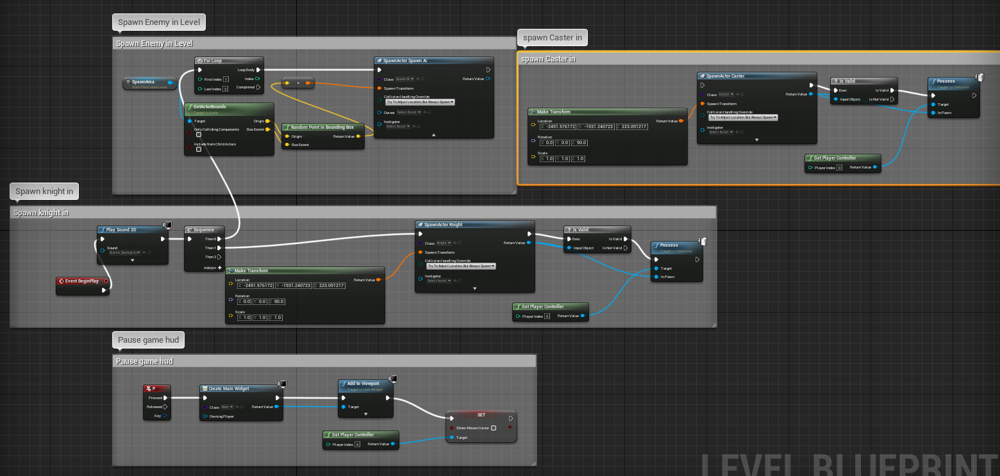 Spawn Enemy in Level
Spawn Enemy in Level
SpawnArea
from Persistent Level
For Loop
Loop Body
First Index 1
Index
Last Index 2
Completed
GetActorBounds
Target is Actor
Target
Origin
Only Colliding Components
Box Extent
Include from Child Actors
Random Point in Bounding Box
Origin
Return Value
Box Extent
SpawnActor Spawn Ai
Class Spawn Ai
Return Value
Spawn Transform
Collision Handling Override
Try To Adjust Location, But Always Spawn
Owner Select Asset
Instigator
Select Asset
spawn Caster in
spawn Caster in
Make Transform
Location
Return Value
X -2491.576172 Y -1931.240723 Z 223.091217
Rotation
X 0.0 Y 0.0 Z 90.0
Scale
X 1.0 Y 1.0 Z 1.0
SpawnActor Caster
Class Caster
Return Value
Spawn Transform
Collision Handling Override
Try To Adjust Location, But Always Spawn
Instigator
Select Asset
? Is Valid
Exec
Is Valid
Input Object
Is Not Valid
Possess
Target is Controller
Target
In Pawn
Get Player Controller
Player Index 0
Return Value
Spawn knight in
Spawn knight in
Event BeginPlay
Play Sound 2D
Sound
Starter_Backgrou
Sequence
Then 0
Then 1
Then 2
Add pin +
Make Transform
Location
Return Value
X -2491.576172 Y -1931.240723 Z 223.091217
Rotation
X 0.0 Y 0.0 Z 90.0
Scale
X 1.0 Y 1.0 Z 1.0
SpawnActor Knight
Class Knight
Return Value
Spawn Transform
Collision Handling Override
Try To Adjust Location, But Always Spawn
Instigator
Select Asset
? Is Valid
Exec
Is Valid
Input Object
Is Not Valid
Possess
Target is Controller
Target
In Pawn
Get Player Controller
Player Index 0
Return Value
Pause game hud
Pause game hud
P
Pressed
Released
Key
Create Main Widget
Class Main
Return Value
Owning Player
Add to Viewport
Target is User Widget
Target
Get Player Controller
Player Index 0
Return Value
SET
Show Mouse Cursor
Target
LEVEL BLUEPRINT